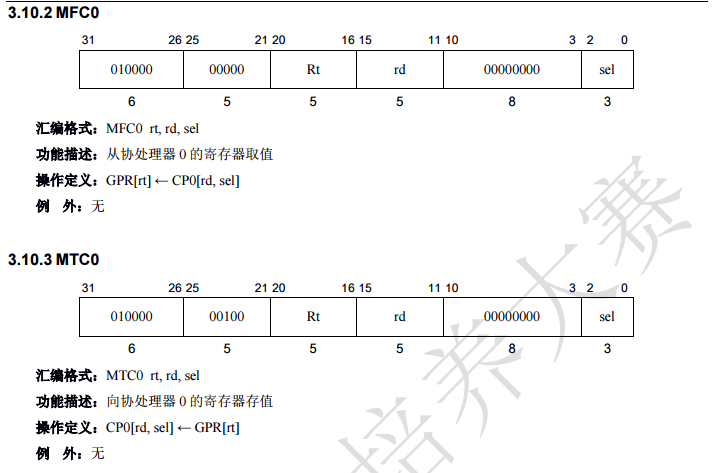 3.10.2 MFC0
31 26 25 21 20 16 15 11 10 3 2 0
010000 00000 Rt rd 00000000 sel
6 5 5 5 8 3
汇编格式：MFC0 rt, rd, sel
功能描述：从协处理器 0 的寄存器取值
操作定义：GPR[rt] ← CP0[rd, sel]
例 外：无
3.10.3 MTC0
31 26 25 21 20 16 15 11 10 3 2 0
010000 00100 Rt rd 00000000 sel
6 5 5 5 8 3
汇编格式：MTC0 rt, rd, sel
功能描述：向协处理器 0 的寄存器存值
操作定义：CP0[rd, sel] ← GPR[rt]
例 外：无
培养大赛